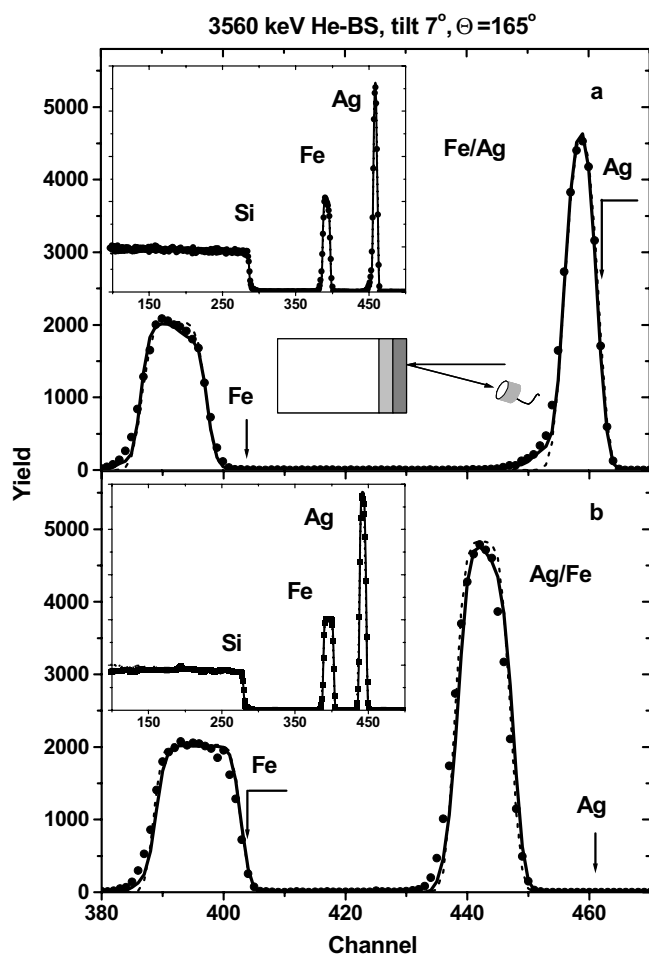 3560 keV He-BS, tilt 7°, Θ=165°
a
Fe/Ag
5000
4000
3000
2000
1000
0
Ag
Fe
Si
150 250 350 450
Ag
Fe
Yield
b
Ag/Fe
5000
4000
3000
2000
1000
0
Ag
Fe
Si
150 250 350 450
Fe
Ag
380 400 420 440 460
Channel